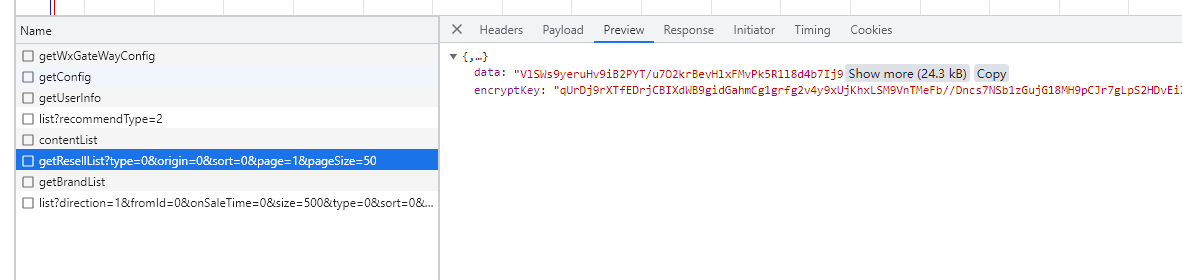 Name
getWxGateWayConfig
getConfig
getUserInfo
list?recommendType=2
contentList
getResellList?type=0&origin=0&sort=0&page=1&pageSize=50
getBrandList
list?direction=1&fromId=0&onSaleTime=0&size=500&type=0&sort=0&...
Headers Payload Preview Response Initiator Timing Cookies
{,…}
data: "VlSWs9yeruHv9iB2PYT/u7O2krBevHlxFMvPk5R1l8d4b7Ij9 Show more (24.3 kB) Copy
encryptKey: "qUrDj9rXTfEDrjCBIXdWB9gidGahmCg1grfg2v4y9xUjKhxLSM9VnTMeFb//Dncs7NSb1zGujG18MH9pCJr7gLpS2HDvEi